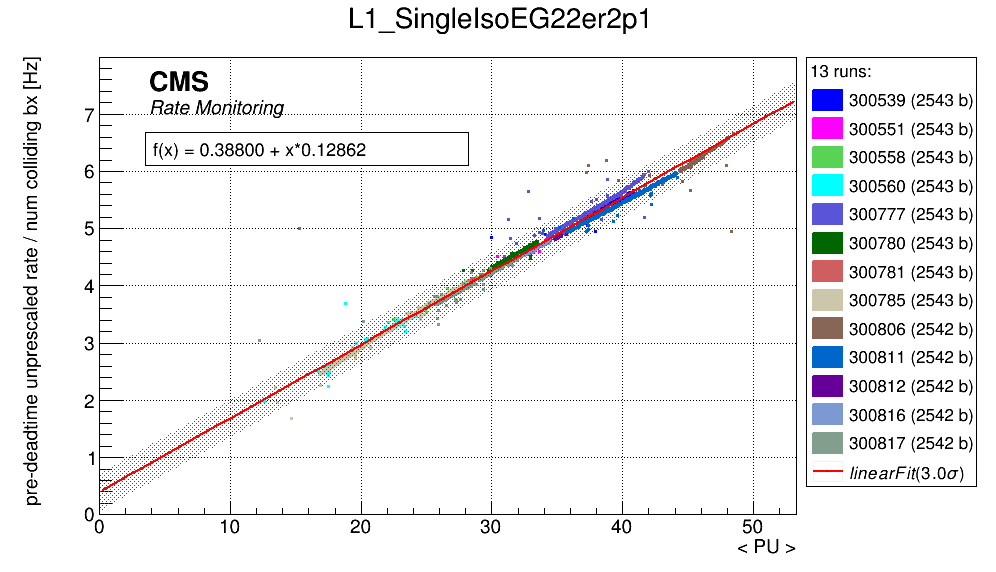 L1_SingleIsoEG22er2p1
pre-deadtime unprescaled rate / num colliding bx [Hz]
CMS
Rate Monitoring
f(x) = 0.38800 + x*0.12862
7
6
5
4
3
2
1
0
0 10 20 30 40 50
< PU >
13 runs:
300539 (2543 b)
300551 (2543 b)
300558 (2543 b)
300560 (2543 b)
300777 (2543 b)
300780 (2543 b)
300781 (2543 b)
300785 (2543 b)
300806 (2542 b)
300811 (2542 b)
300812 (2542 b)
300816 (2542 b)
300817 (2542 b)
linearFit(3.0σ)